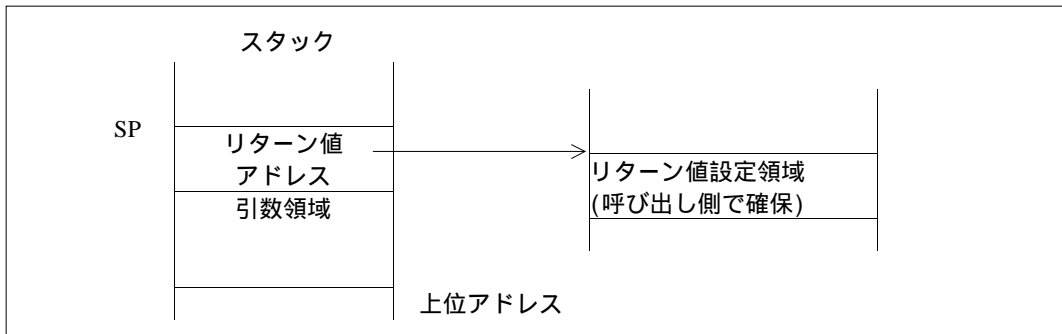 スタック
SP
リターン値
アドレス
引数領域
リターン値設定領域
(呼び出し側で確保)
上位アドレス